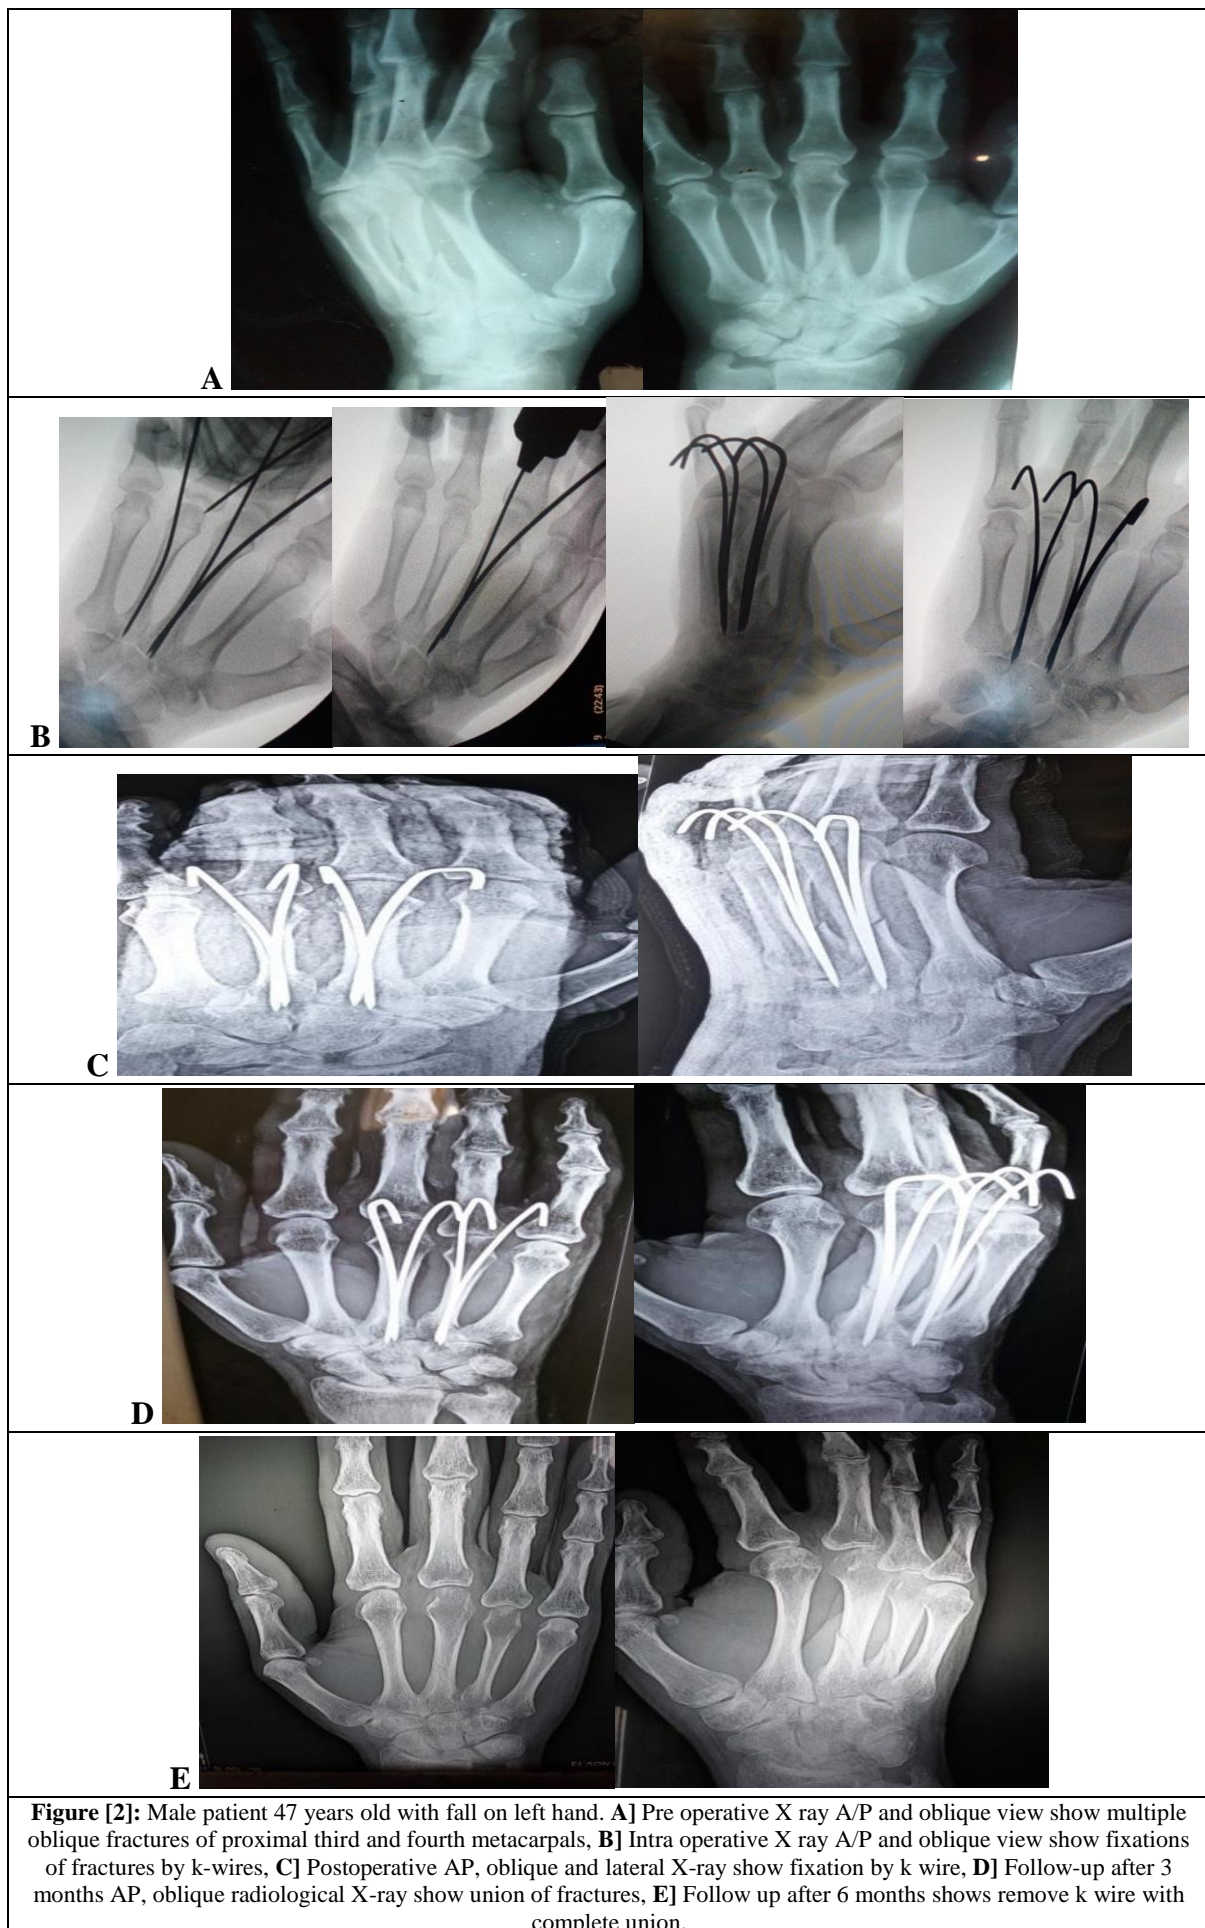 A
9 (22:43)
B
C
D
E
Figure [2]: Male patient 47 years old with fall on left hand. A] Pre operative X ray A/P and oblique view show multiple
oblique fractures of proximal third and fourth metacarpals, B] Intra operative X ray A/P and oblique view show fixations
of fractures by k-wires, C] Postoperative AP, oblique and lateral X-ray show fixation by k wire, D] Follow-up after 3
months AP, oblique radiological X-ray show union of fractures, E] Follow up after 6 months shows remove k wire with
complete union.